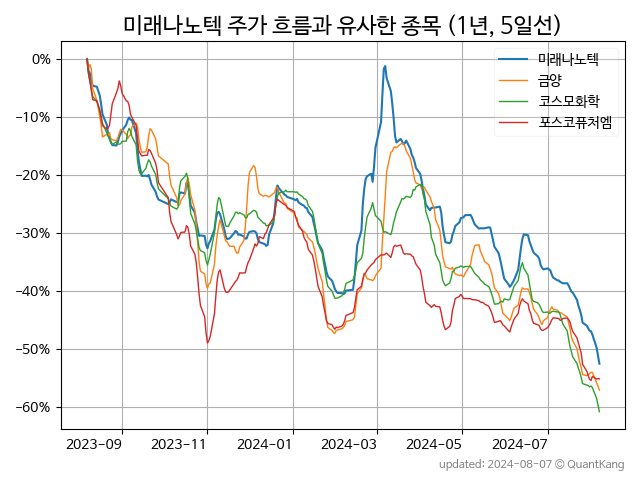 미래나노텍 주가 흐름과 유사한 종목 (1년, 5일선)
미래나노텍
금양
코스모화학
포스코퓨처엠
0%
−10%
−20%
−30%
−40%
−50%
−60%
2023-09 2023-11 2024-01 2024-03 2024-05 2024-07
updated: 2024-08-07 © QuantKang